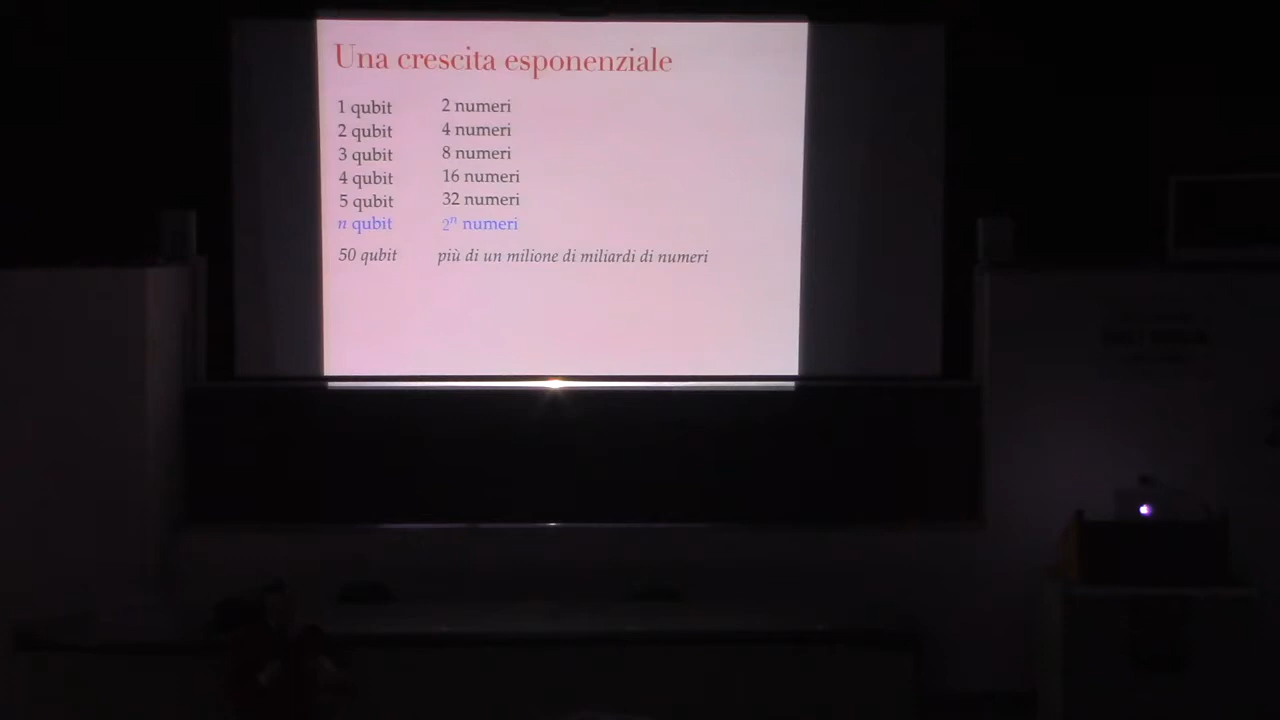 Una crescita esponenziale
1 qubit 2 numeri
2 qubit 4 numeri
3 qubit 8 numeri
4 qubit 16 numeri
5 qubit 32 numeri
n qubit 2ⁿ numeri
50 qubit più di un milione di miliardi di numeri